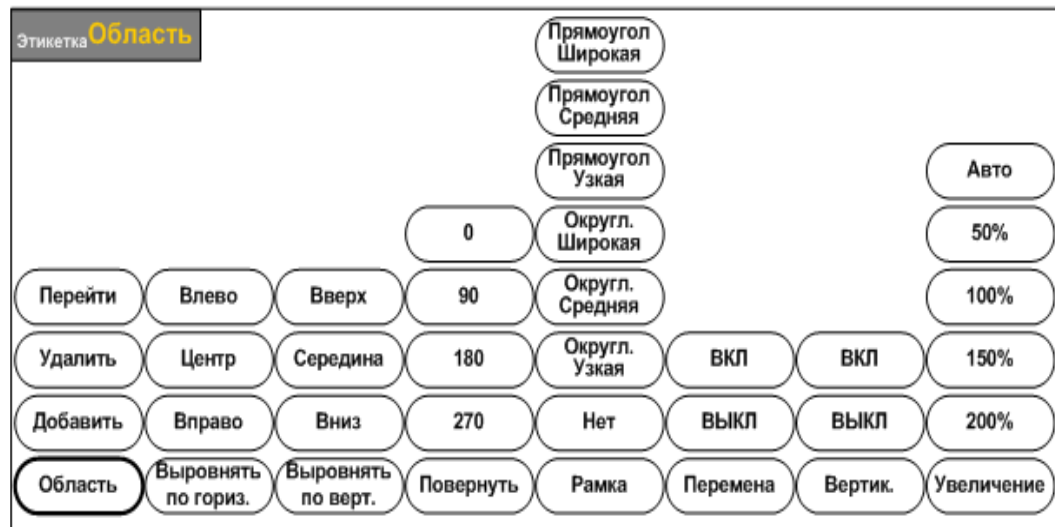 Этикетка Область
Прямоугол
Широкая
Прямоугол
Средняя
Прямоугол
Узкая
Авто
0
Округл.
Широкая
50%
Перейти
Влево
Вверх
90
Округл.
Средняя
100%
Удалить
Центр
Середина
180
Округл.
Узкая
ВКЛ
ВКЛ
150%
Добавить
Вправо
Вниз
270
Нет
ВЫКЛ
ВЫКЛ
200%
Область
Выровнять
по гориз.
Выровнять
по верт.
Повернуть
Рамка
Перемена
Вертик.
Увеличение